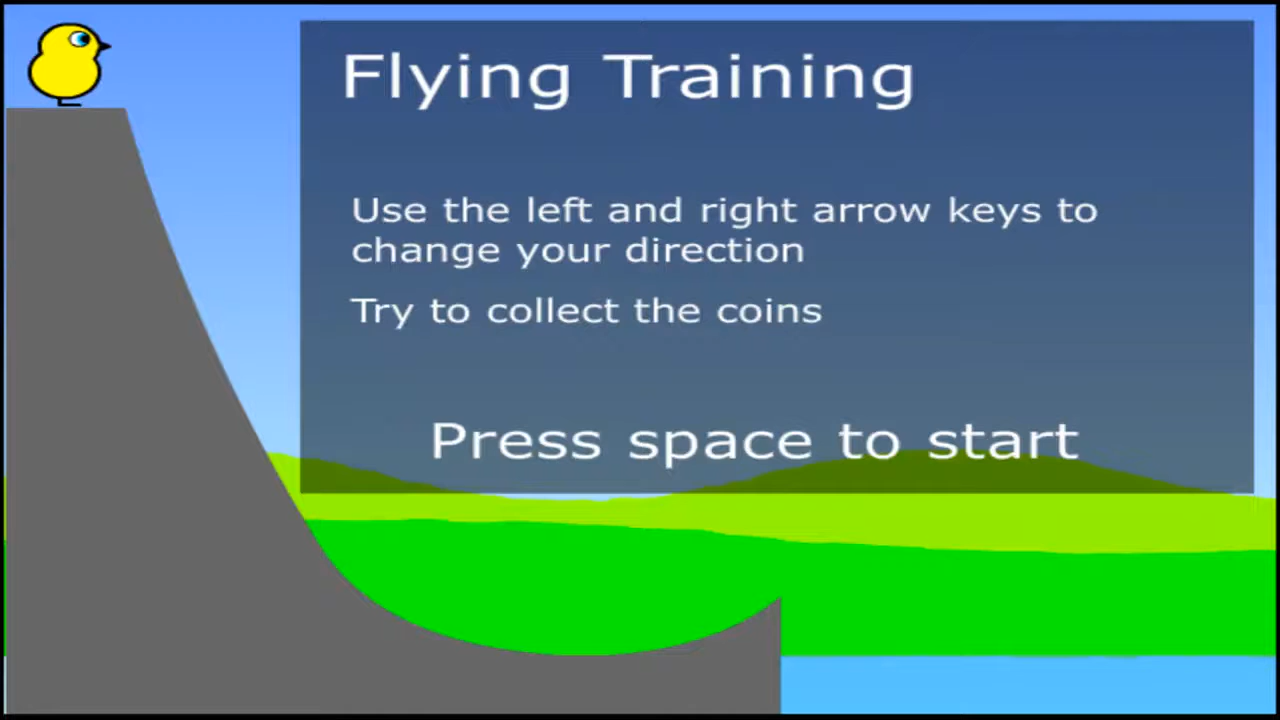 Flying Training
Use the left and right arrow keys to
change your direction
Try to collect the coins
Press space to start